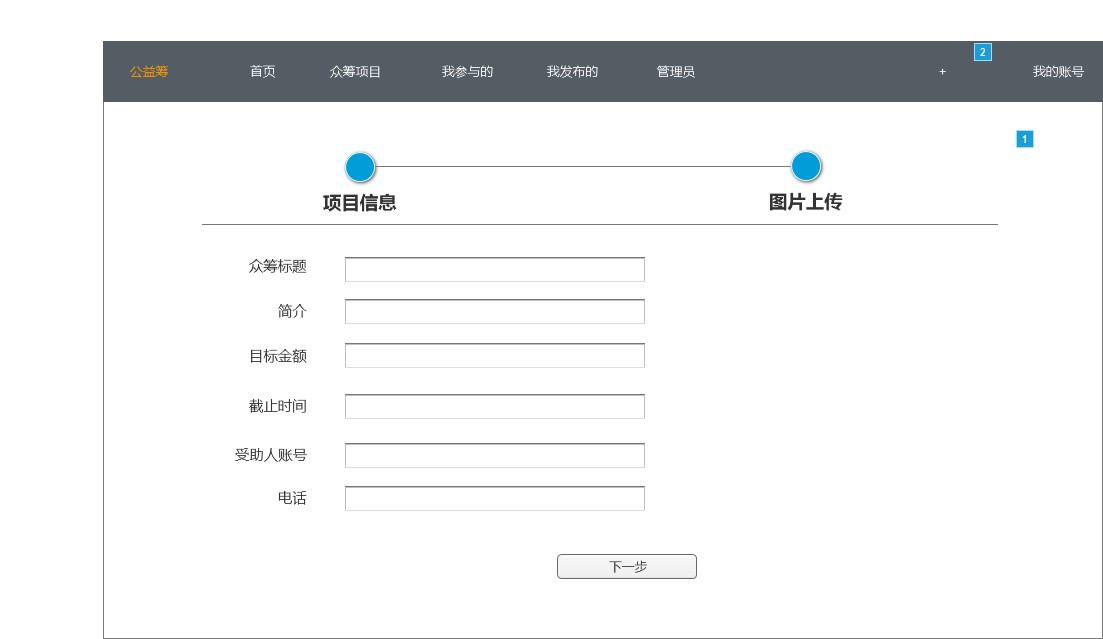 2
公益筹 首页 众筹项目 我参与的 我发布的 管理员 + 我的账号
1
项目信息 图片上传
众筹标题
简介
目标金额
截止时间
受助人账号
电话
下一步